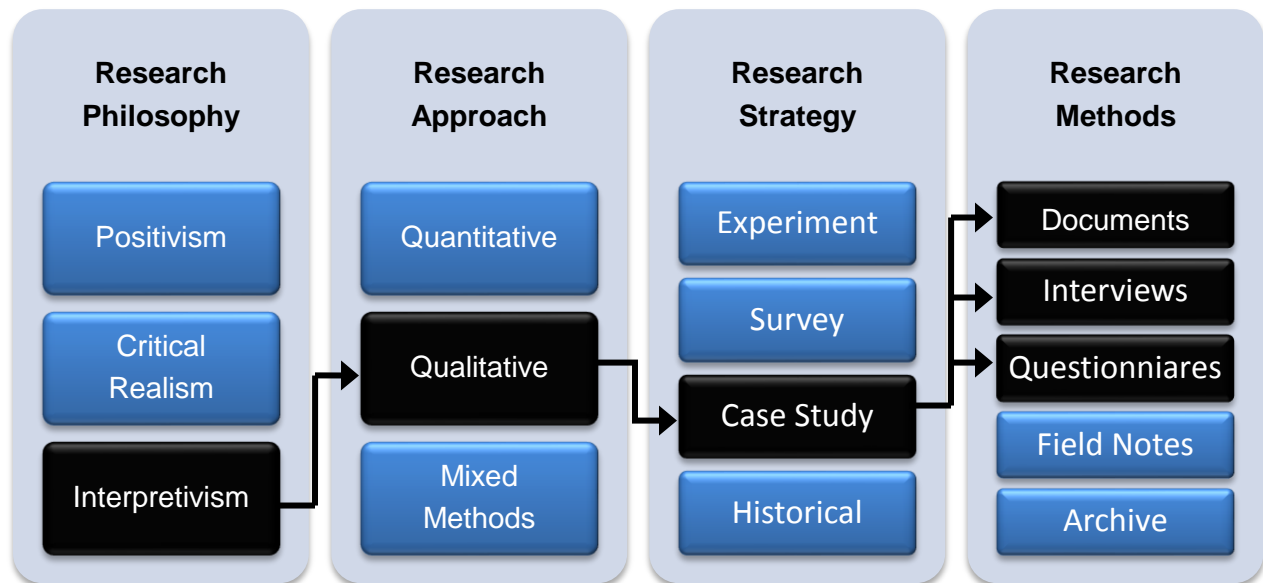 Research
Philosophy
Positivism
Critical
Realism
Interpretivism
Research
Approach
Quantitative
Qualitative
Mixed
Methods
Research
Strategy
Experiment
Survey
Case Study
Historical
Research
Methods
Documents
Interviews
Questionniares
Field Notes
Archive